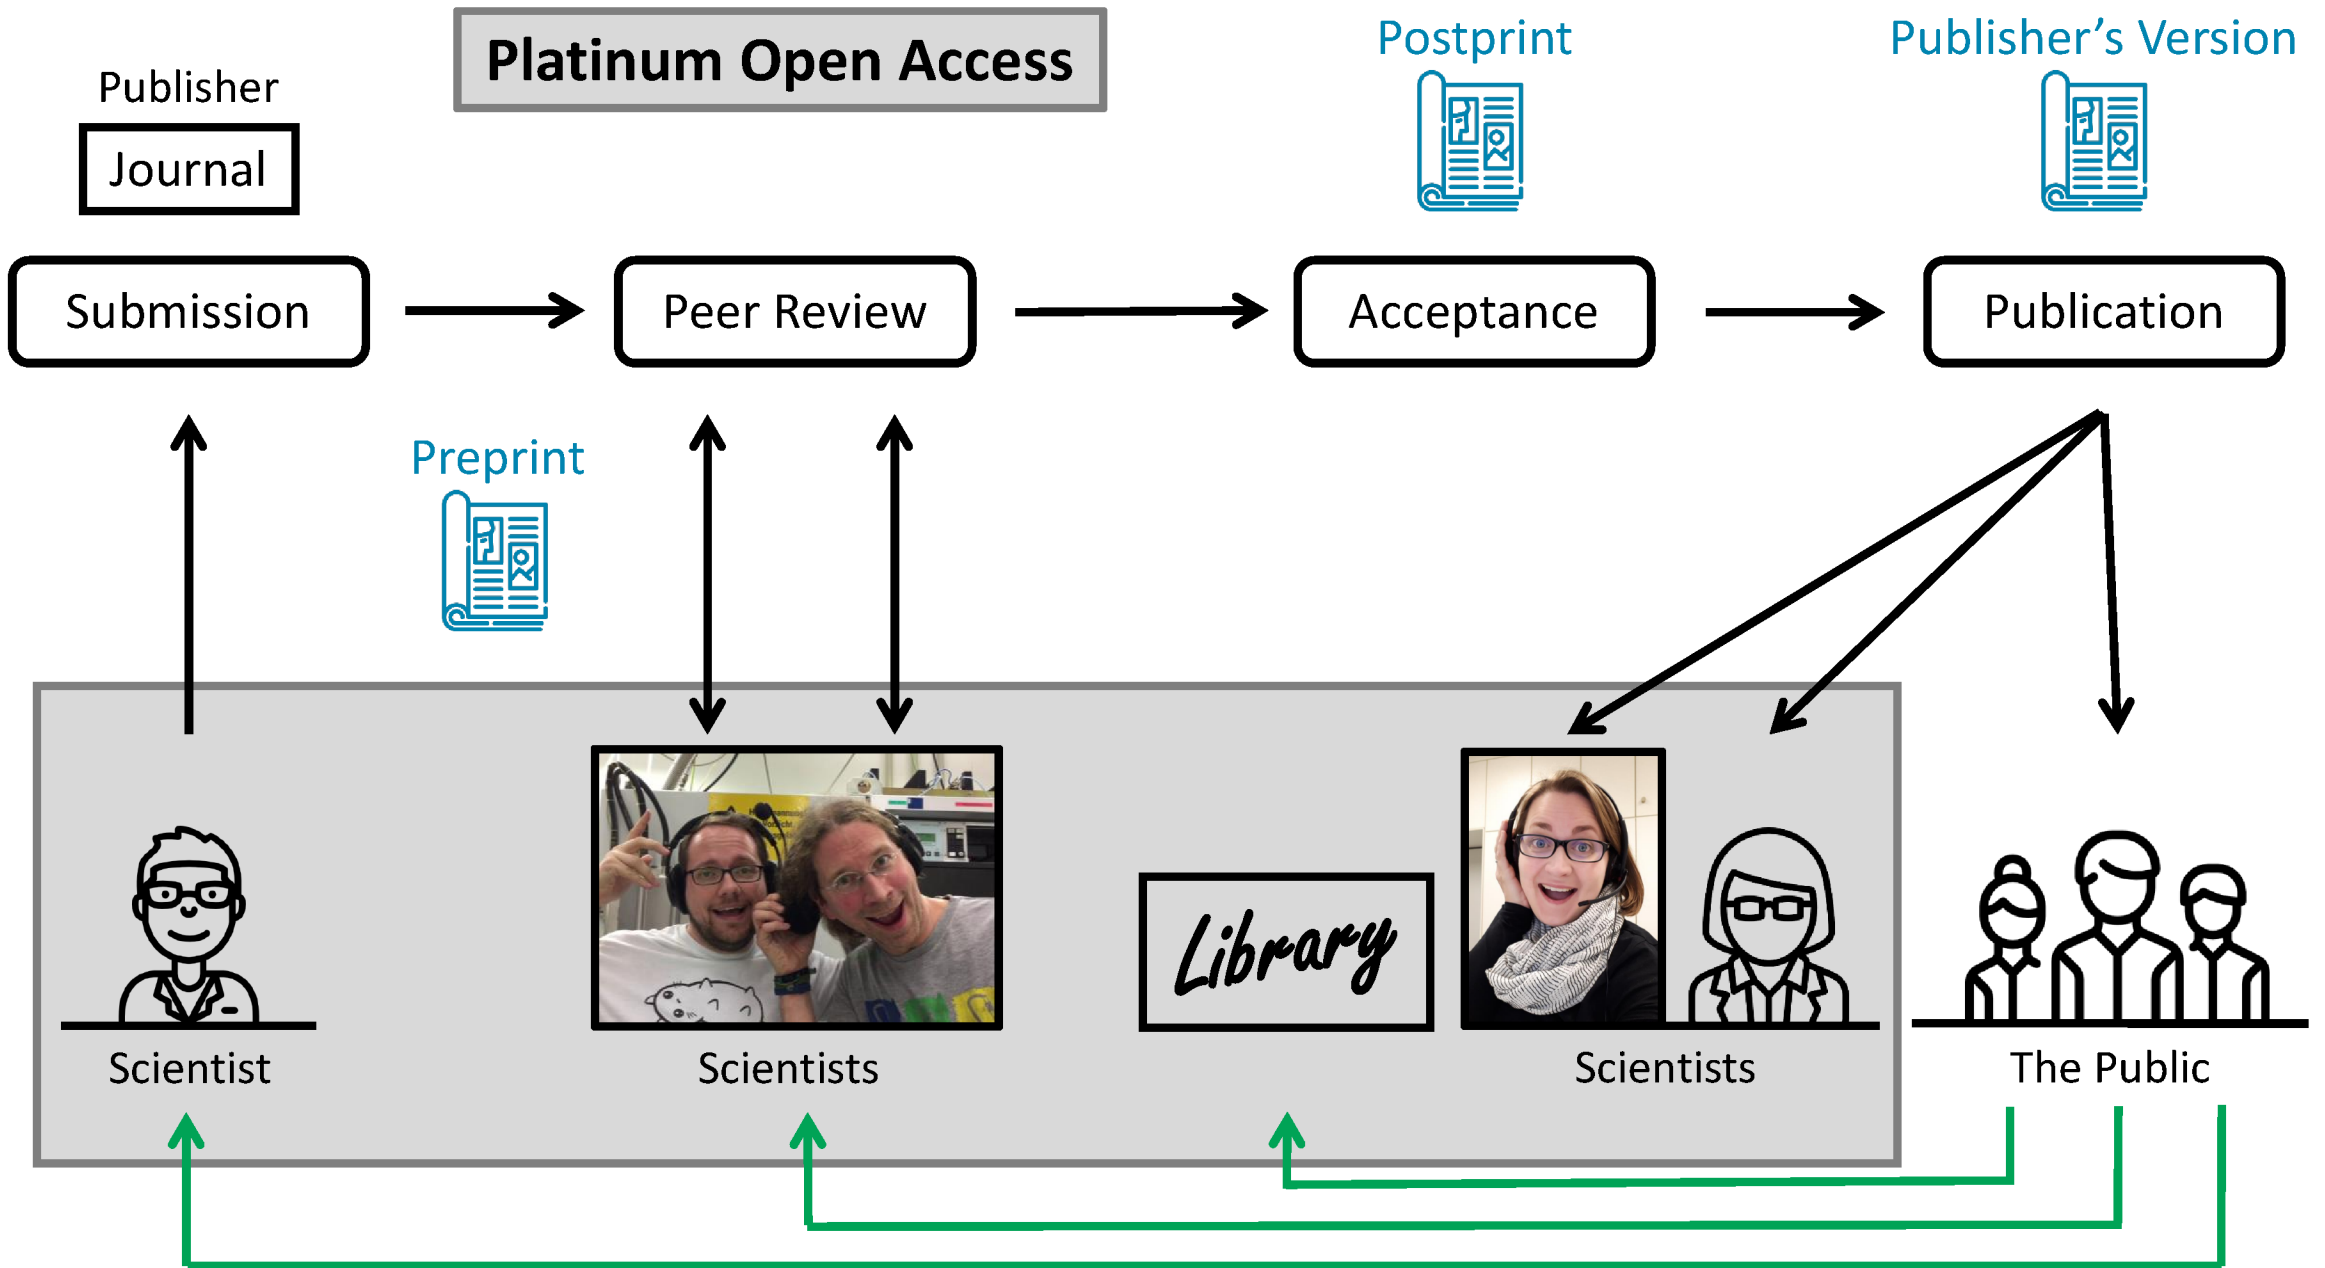 Platinum Open Access
Postprint
Publisher’s Version
Publisher
Journal
Submission
Peer Review
Acceptance
Publication
Preprint
Library
Scientist
Scientists
Scientists
The Public